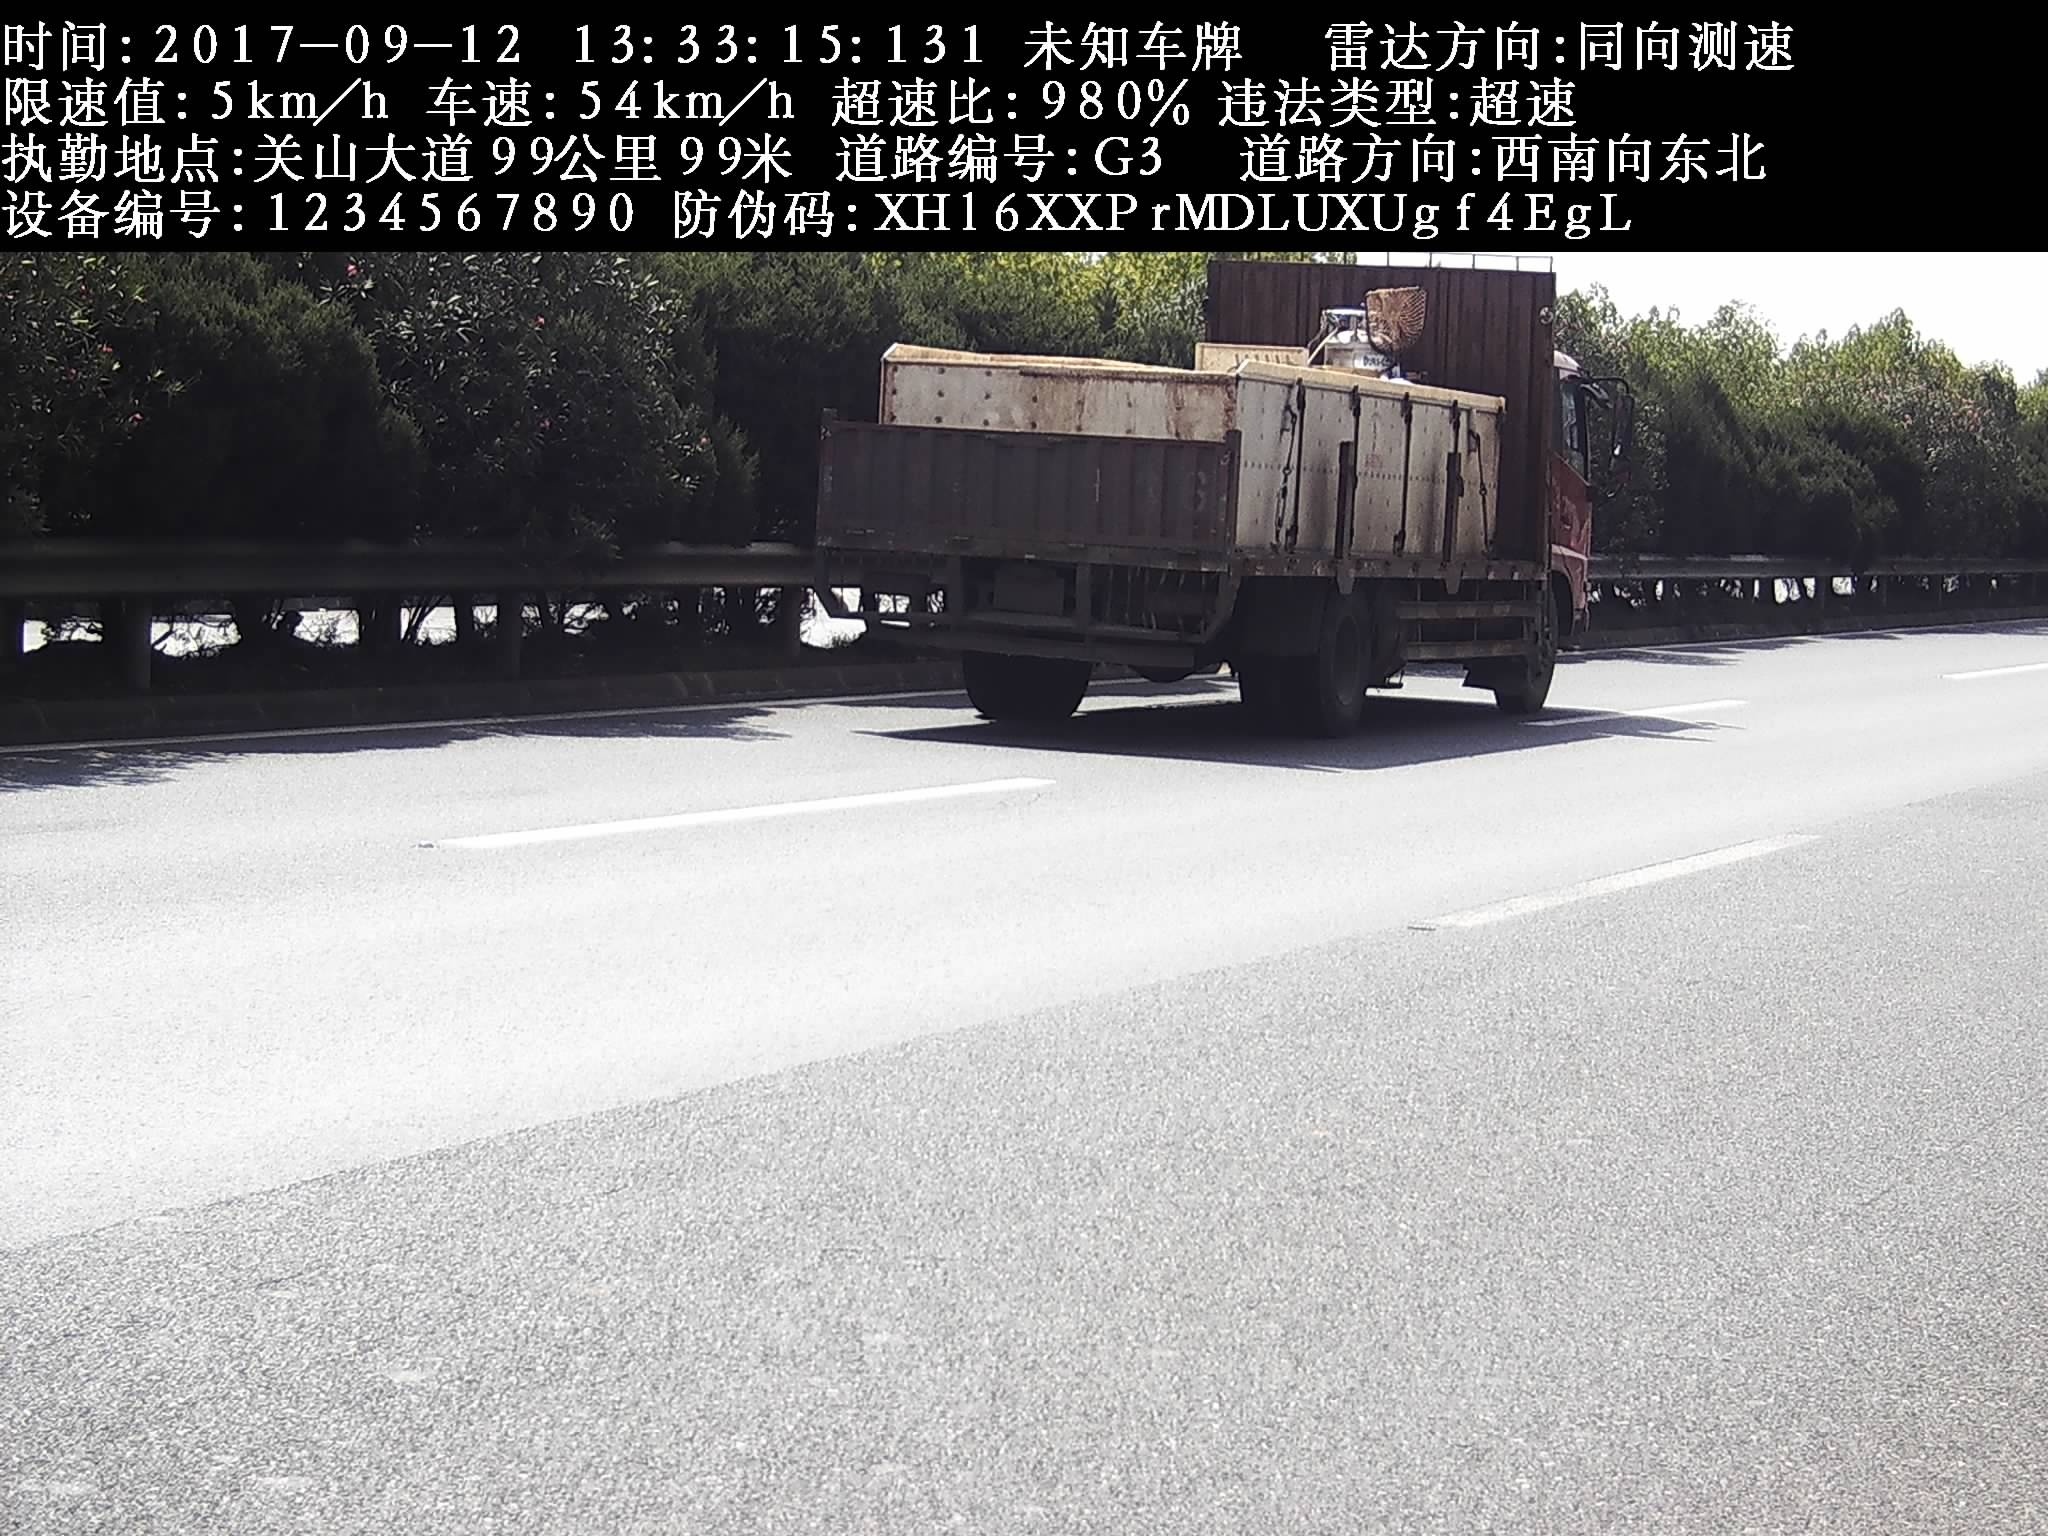 时间: 2017-09-12 13:33:15:131 未知车牌 雷达方向:同向测速
限速值: 5km/h 车速: 54km/h 超速比: 980% 违法类型:超速
执勤地点:关山大道99公里99米 道路编号:G3 道路方向:西南向东北
设备编号: 1234567890 防伪码: XH16XXPrMDLUXUgf4EgL